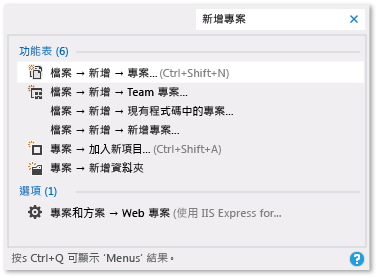 新增專案
功能表 (6)
檔案 → 新增 → 專案... (Ctrl+Shift+N)
檔案 → 新增 → Team 專案...
檔案 → 新增 → 現有程式碼中的專案...
檔案 → 新增 → 新增專案...
專案 → 加入新項目... (Ctrl+Shift+A)
專案 → 新增資料夾
選項 (1)
專案和方案 → Web 專案 (使用 IIS Express for...
按s Ctrl+Q 可顯示 'Menus' 結果。